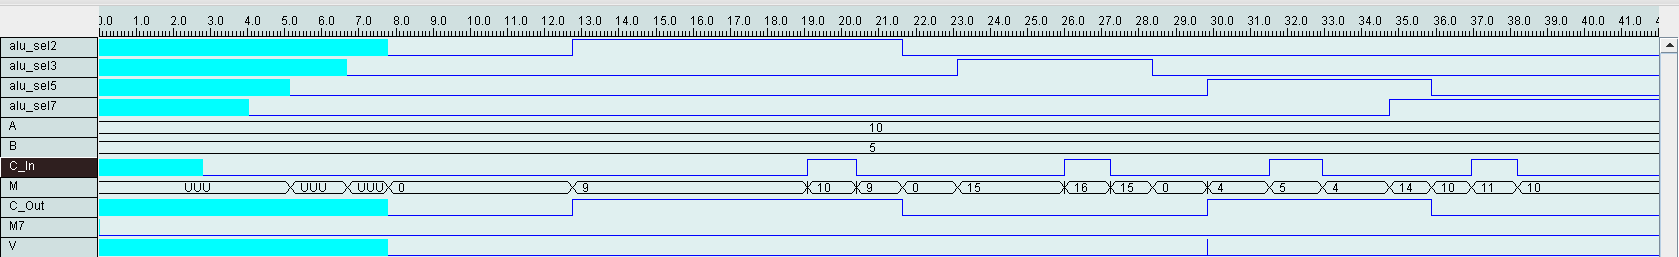 0.0 1.0 2.0 3.0 4.0 5.0 6.0 7.0 8.0 9.0 10.0 11.0 12.0 13.0 14.0 15.0 16.0 17.0 18.0 19.0 20.0 21.0 22.0 23.0 24.0 25.0 26.0 27.0 28.0 29.0 30.0 31.0 32.0 33.0 34.0 35.0 36.0 37.0 38.0 39.0 40.0 41.0
alu_sel2
alu_sel3
alu_sel5
alu_sel7
A 10
B 5
C_In
M UUU UUU UUU 0 9 10 9 0 15 16 15 0 4 5 4 14 10 11 10
C_Out
M7
V